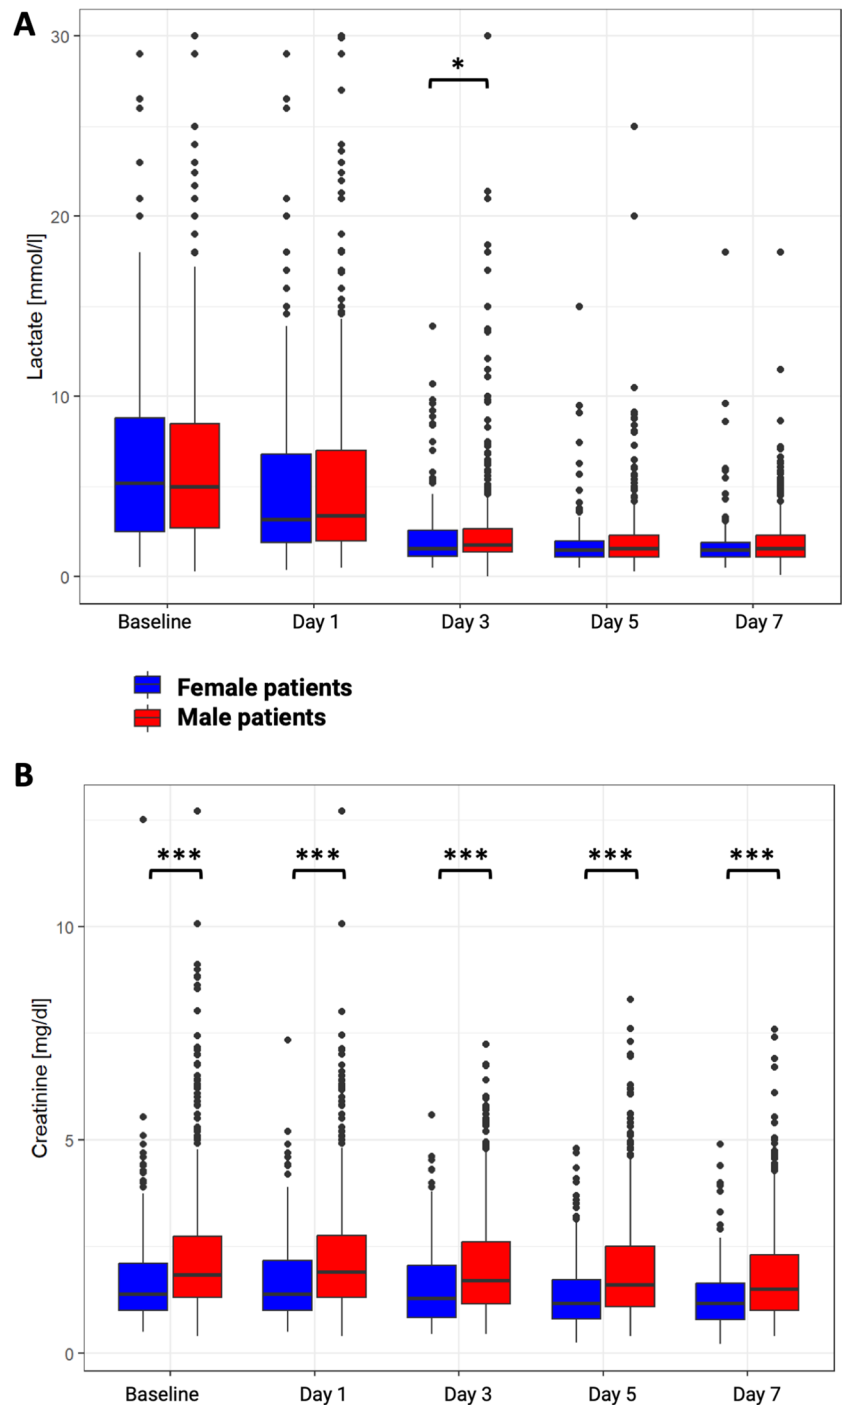 A
30
20
10
0
Lactate [mmol/l]
*
Baseline Day 1 Day 3 Day 5 Day 7
Female patients
Male patients
B
10
5
0
Creatinine [mg/dl]
*** *** *** *** ***
Baseline Day 1 Day 3 Day 5 Day 7